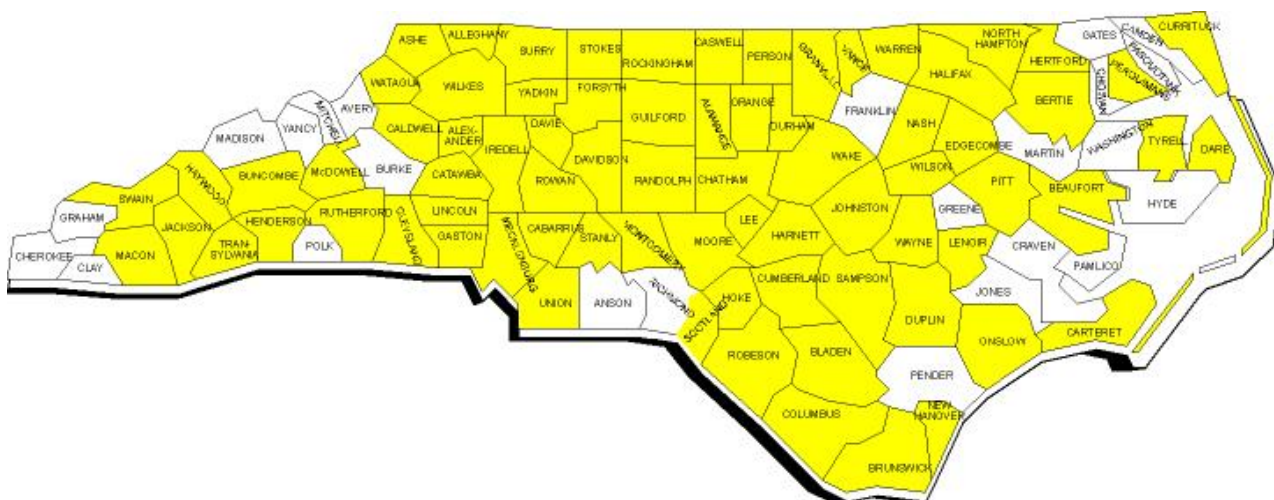 ASHE
ALLEGHANY
SURRY
STOKES
ROCKINGHAM
CASWELL
PERSON
GRANVILLE
VANCE
WARREN
NORTH
HAMPTON
GATES
CAMDEN
CURRITUCK
WATAGUA
WILKES
YADKIN
FORSYTH
GUILFORD
ALAMANCE
ORANGE
DURHAM
FRANKLIN
HALIFAX
HERTFORD
BERTIE
CHOWAN
PERQUIMANS
PASQUOTANK
MADISON
YANCY
MITCHELL
AVERY
CALDWELL
ALEX-
ANDER
IREDELL
DAVIE
DAVIDSON
RANDOLPH
CHATHAM
WAKE
NASH
EDGECOMBE
MARTIN
WASHINGTON
TYRELL
DARE
SWAIN
HAYWOOD
BUNCOMBE
McDOWELL
BURKE
CATAWBA
ROWAN
WILSON
PITT
BEAUFORT
HYDE
GRAHAM
JACKSON
HENDERSON
RUTHERFORD
CLEVELAND
LINCOLN
GASTON
MECKLENBURG
CABARRUS
STANLY
MONTGOMERY
MOORE
LEE
HARNETT
JOHNSTON
WAYNE
GREENE
LENOIR
CRAVEN
PAMLICO
CHEROKEE
CLAY
MACON
TRAN-
SYLVANIA
POLK
UNION
ANSON
RICHMOND
SCOTLAND
HOKE
CUMBERLAND
SAMPSON
DUPLIN
JONES
ONSLOW
CARTERET
ROBESON
BLADEN
PENDER
COLUMBUS
NEW
HANOVER
BRUNSWICK